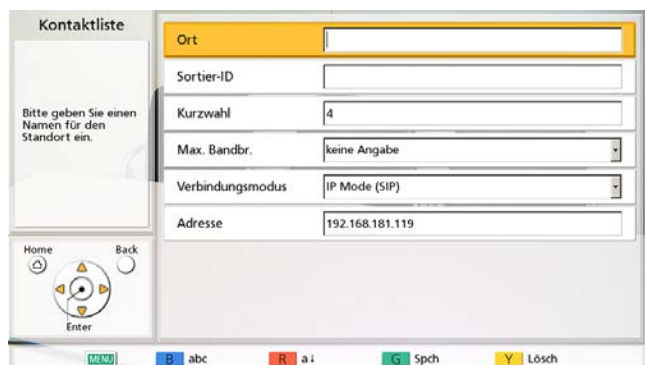 Kontaktliste
Bitte geben Sie einen
Namen für den
Standort ein.
Ort
Sortier-ID
Kurzwahl 4
Max. Bandbr. keine Angabe
Verbindungsmodus IP Mode (SIP)
Adresse 192.168.181.119
Home Back
Enter
MENU B abc R a↓ G Spch Y Lösch